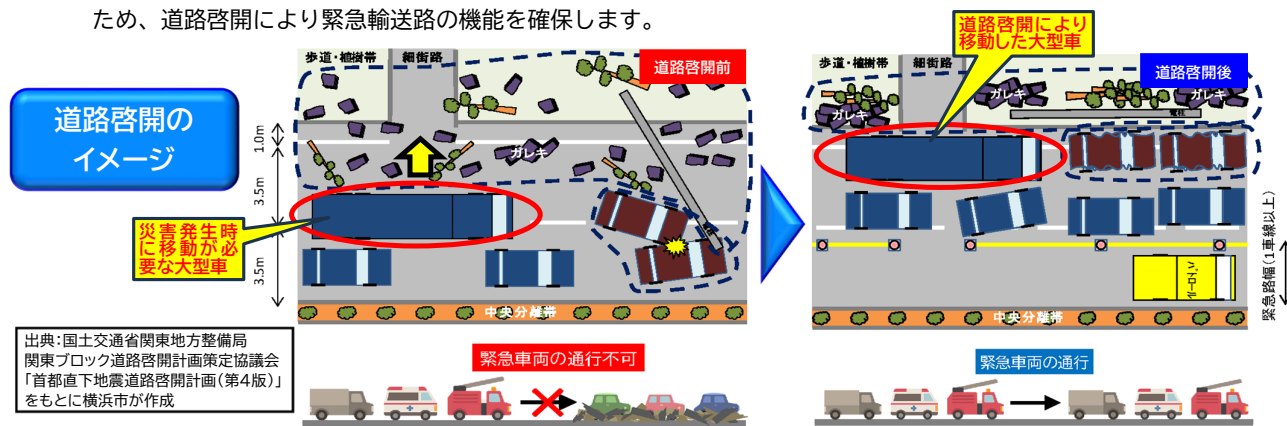 ため、道路啓開により緊急輸送路の機能を確保します。
道路啓開の
イメージ
歩道・植樹帯
細街路
道路啓開前
1.0m
3.5m
3.5m
ガレキ
災害発生時
に移動が必
要な大型車
中央分離帯
道路啓開により
移動した大型車
歩道・植樹帯
細街路
道路啓開後
ガレキ
ガレキ
ガレキ
電柱
緊急路幅(1車線以上)
中央分離帯
出典:国土交通省関東地方整備局
関東ブロック道路啓開計画策定協議会
「首都直下地震道路啓開計画(第4版)」
をもとに横浜市が作成
緊急車両の通行不可
緊急車両の通行